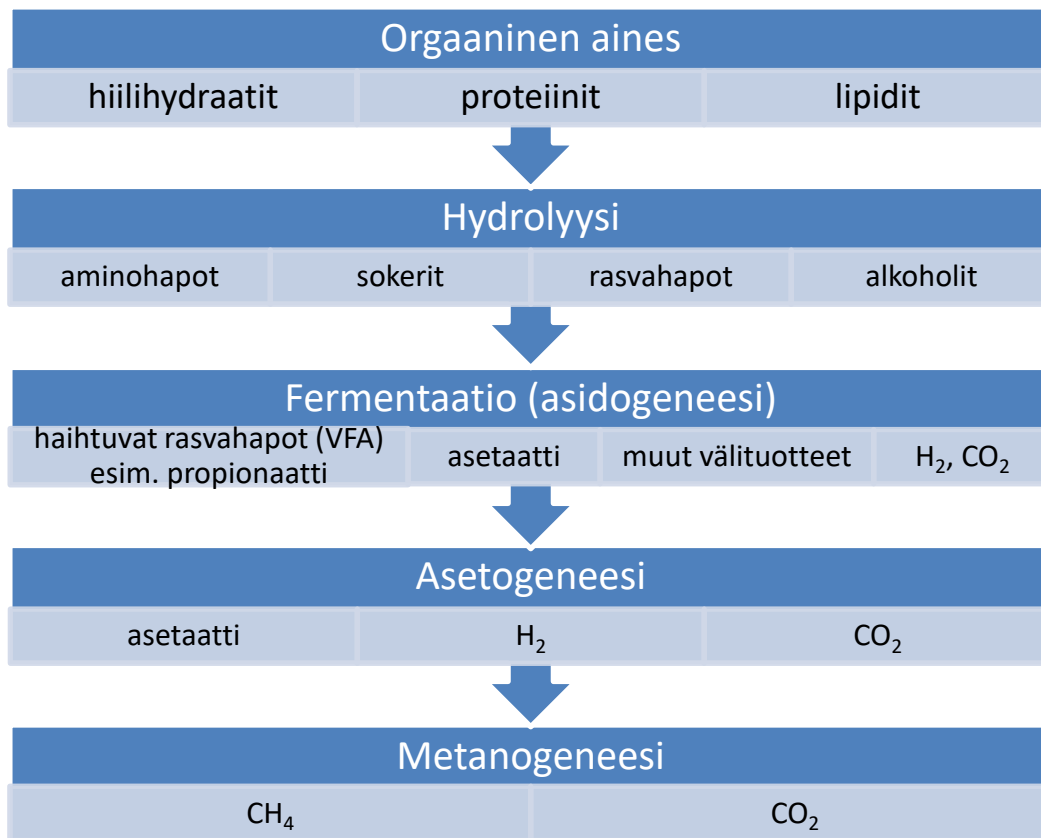 Orgaaninen aines
hiilihydraatit proteiinit lipidit
Hydrolyysi
aminohapot sokerit rasvahapot alkoholit
Fermentaatio (asidogeneesi)
haihtuvat rasvahapot (VFA)
esim. propionaatti
asetaatti muut välituotteet H₂, CO₂
Asetogeneesi
asetaatti H₂ CO₂
Metanogeneesi
CH₄ CO₂